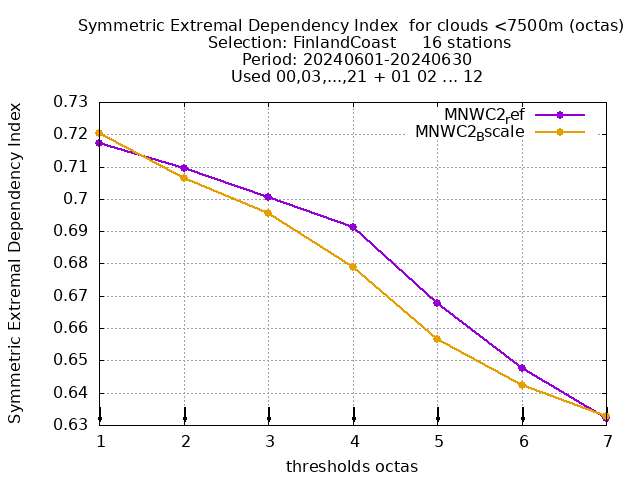 Symmetric Extremal Dependency Index  for clouds <7500m (octas)
Selection: FinlandCoast     16 stations
Period: 20240601-20240630
Used 00,03,...,21 + 01 02 ... 12
MNWC2ref
MNWC2Bscale
Symmetric Extremal Dependency Index
0.73
0.72
0.71
0.7
0.69
0.68
0.67
0.66
0.65
0.64
0.63
1 2 3 4 5 6 7
thresholds octas